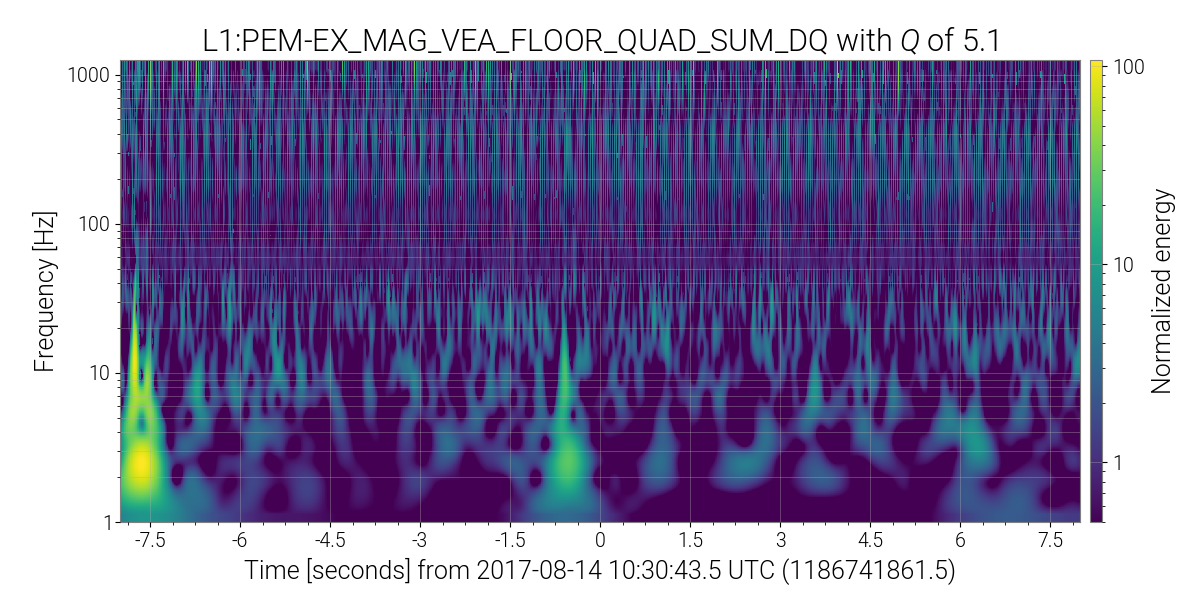 L1:PEM-EX_MAG_VEA_FLOOR_QUAD_SUM_DQ with Q of 5.1
1000
100
10
1
Frequency [Hz]
-7.5 -6 -4.5 -3 -1.5 0 1.5 3 4.5 6 7.5
Time [seconds] from 2017-08-14 10:30:43.5 UTC (1186741861.5)
100
10
1
Normalized energy